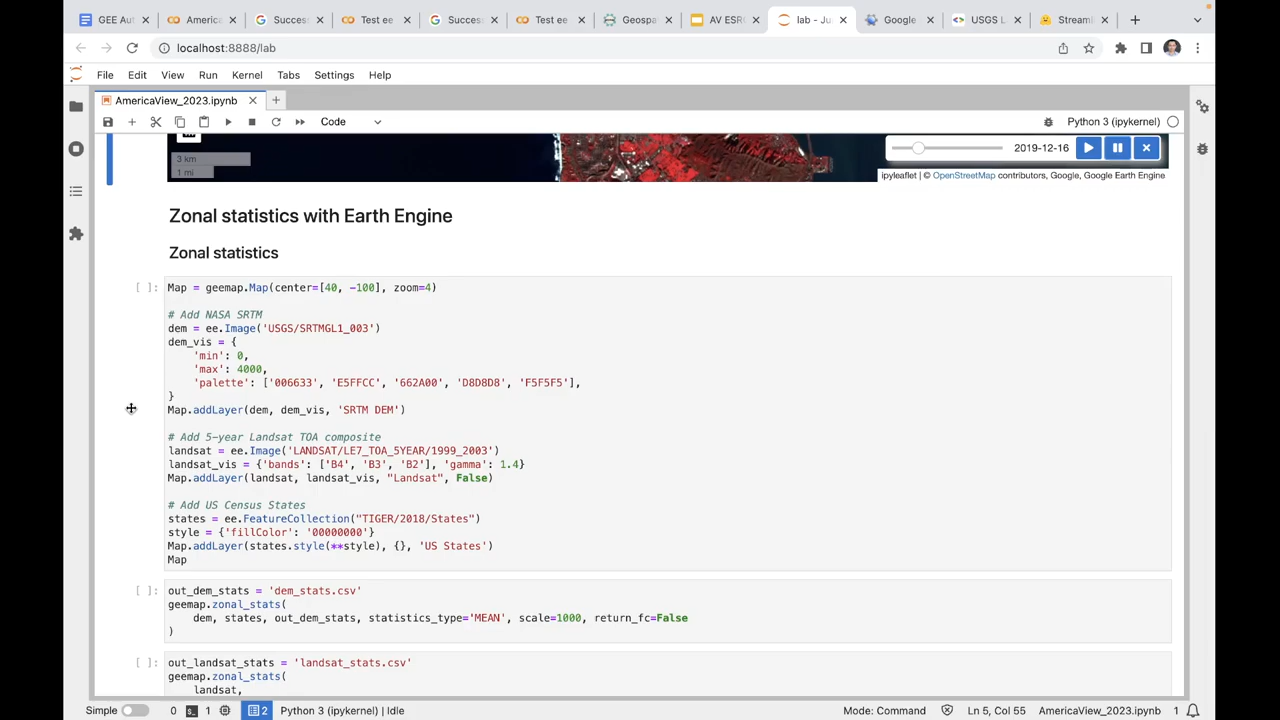 GEE Aut
America
Success
Test ee
Succes
Test ee
Geospa
AV ESR
lab - Ju
Google
USGS L
Streaml
localhost:8888/lab
File Edit View Run Kernel Tabs Settings Help
AmericaView_2023.ipynb
Code
Python 3 (ipykernel)
3 km
1 mi
2019-12-16
ipyleaflet | © OpenStreetMap contributors, Google, Google Earth Engine
Zonal statistics with Earth Engine
Zonal statistics
[ ]: Map = geemap.Map(center=[40, -100], zoom=4)
# Add NASA SRTM
dem = ee.Image('USGS/SRTMGL1_003')
dem_vis = {
'min': 0,
'max': 4000,
'palette': ['006633', 'E5FFCC', '662A00', 'D8D8D8', 'F5F5F5'],
}
Map.addLayer(dem, dem_vis, 'SRTM DEM')
# Add 5-year Landsat TOA composite
landsat = ee.Image('LANDSAT/LE7_TOA_5YEAR/1999_2003')
landsat_vis = {'bands': ['B4', 'B3', 'B2'], 'gamma': 1.4}
Map.addLayer(landsat, landsat_vis, "Landsat", False)
# Add US Census States
states = ee.FeatureCollection("TIGER/2018/States")
style = {'fillColor': '00000000'}
Map.addLayer(states.style(**style), {}, 'US States')
Map
[ ]: out_dem_stats = 'dem_stats.csv'
geemap.zonal_stats(
dem, states, out_dem_stats, statistics_type='MEAN', scale=1000, return_fc=False
)
[ ]: out_landsat_stats = 'landsat_stats.csv'
geemap.zonal_stats(
landsat,
Simple 0 1 2 Python 3 (ipykernel) | Idle
Mode: Command Ln 5, Col 55 AmericaView_2023.ipynb 1